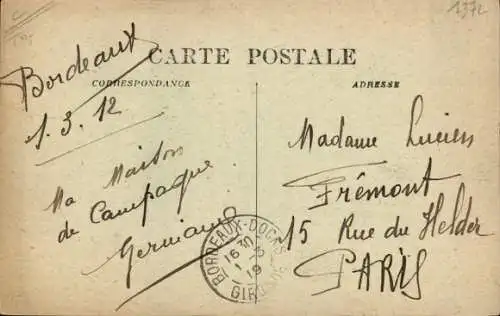 1372
CARTE POSTALE
CORRESPONDANCE
ADRESSE
Bordeaux
1.3.12
Ma Maison
de Campagne
Germaine
Madame Lucien
Frémont
15 Rue du Helder
PARIS
BORDEAUX-DOCKS
16 30
1-3
GIRONDE